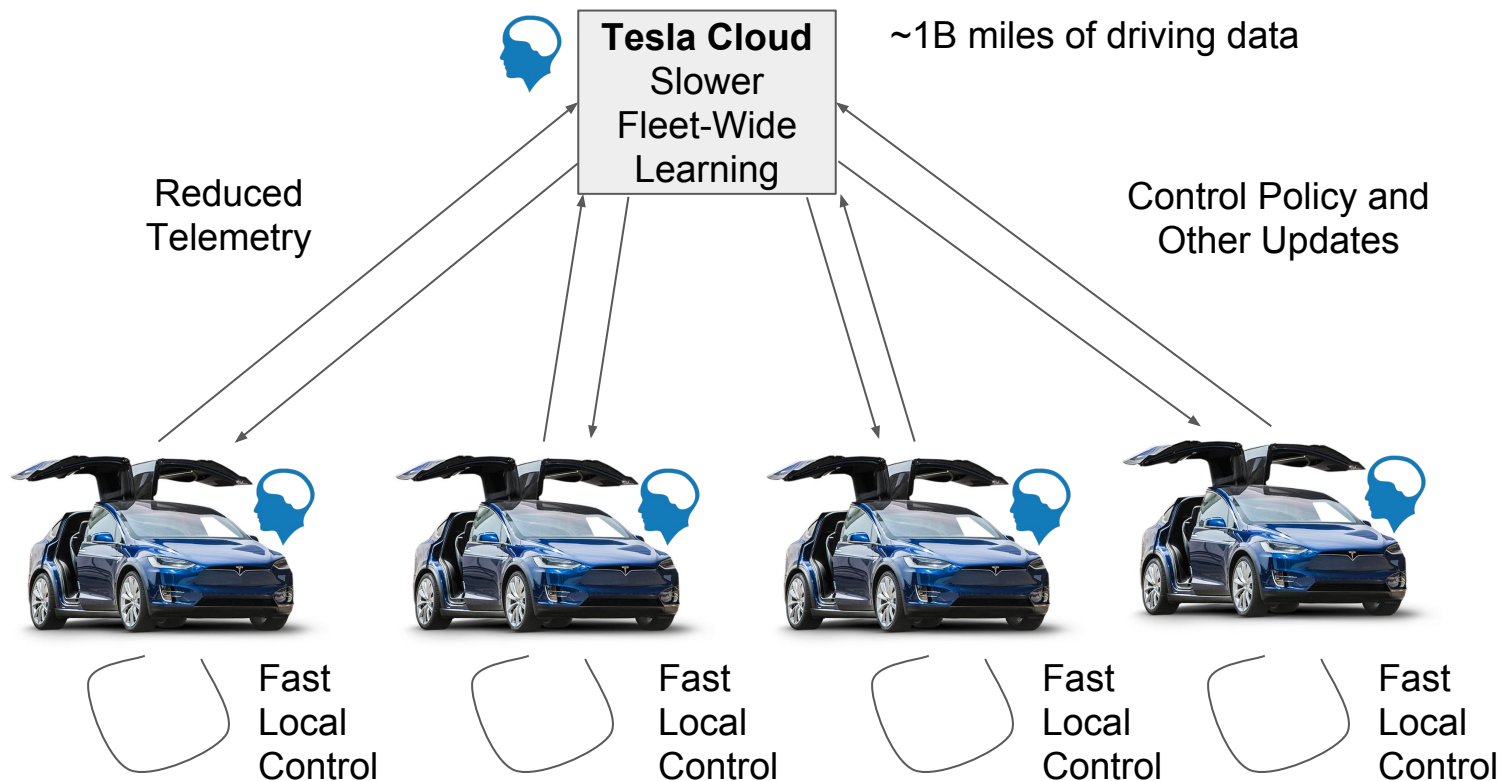 Tesla Cloud
Slower
Fleet-Wide
Learning
~1B miles of driving data
Reduced
Telemetry
Control Policy and
Other Updates
Fast
Local
Control
Fast
Local
Control
Fast
Local
Control
Fast
Local
Control